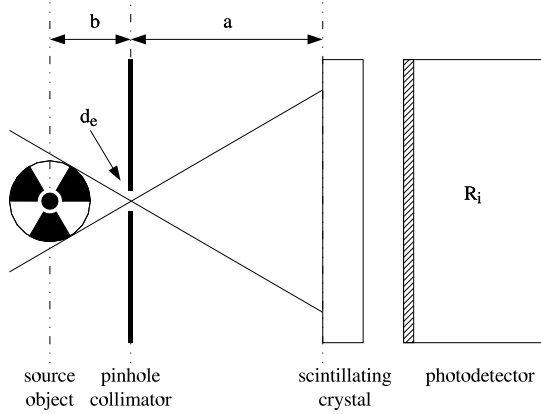 b
a
d_e
R_i
source
object
pinhole
collimator
scintillating
crystal
photodetector